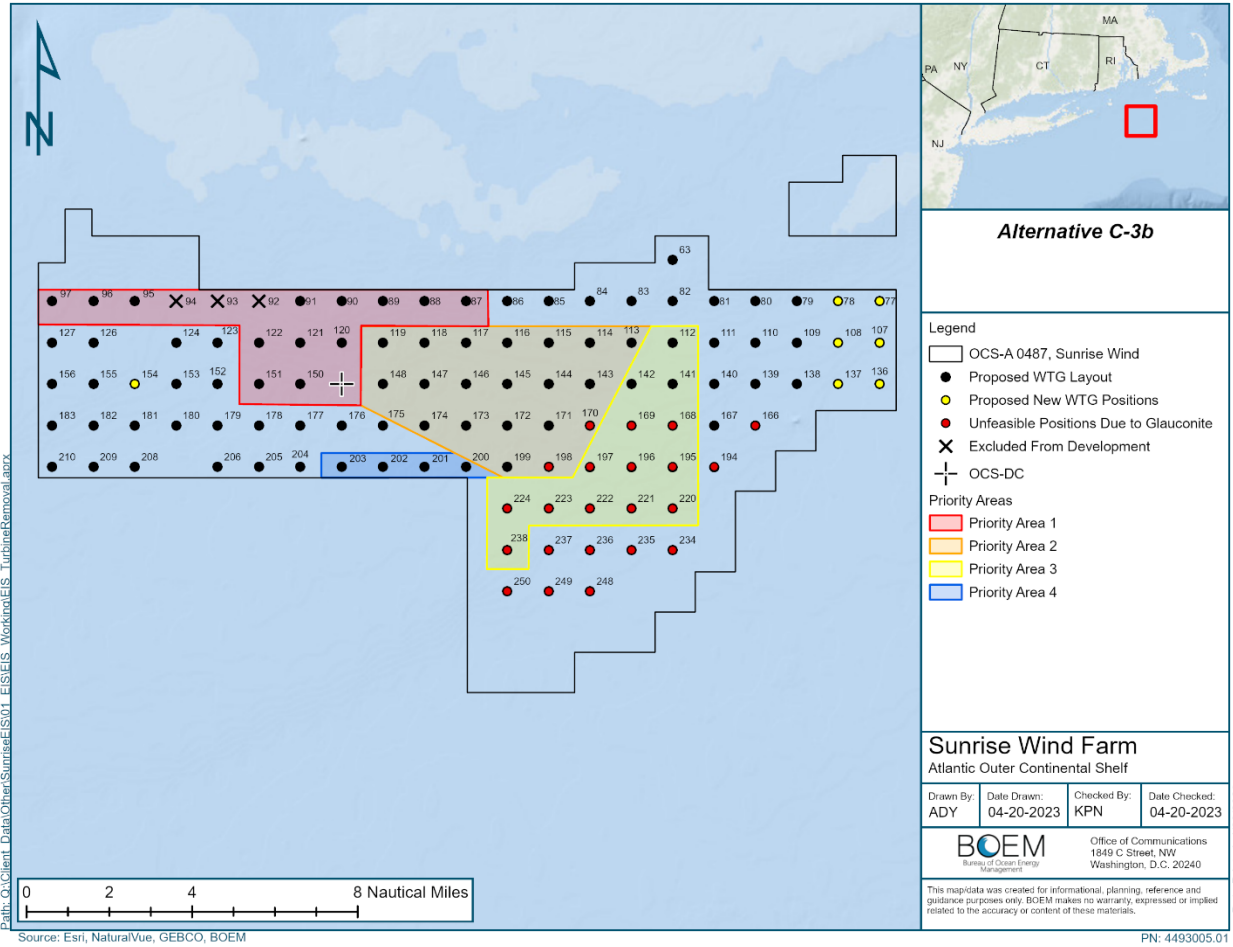 N
63
97
96
95
94
93
92
91
90
89
88
87
86
85
84
83
82
81
80
79
78
77
127
126
124
123
122
121
120
119
118
117
116
115
114
113
112
111
110
109
108
107
156
155
154
153
152
151
150
148
147
146
145
144
143
142
141
140
139
138
137
136
183
182
181
180
179
178
177
176
175
174
173
172
171
170
169
168
167
166
210
209
208
206
205
204
203
202
201
200
199
198
197
196
195
194
224
223
222
221
220
238
237
236
235
234
250
249
248
0 2 4 8 Nautical Miles
Path: Q:\Client_Data\Other\SunriseEIS\01_EIS\EIS_Working\EIS_TurbineRemoval.aprx
Source: Esri, NaturalVue, GEBCO, BOEM
MA
PA
NY
CT
RI
NJ
Alternative C-3b
Legend
OCS-A 0487, Sunrise Wind
Proposed WTG Layout
Proposed New WTG Positions
Unfeasible Positions Due to Glauconite
Excluded From Development
OCS-DC
Priority Areas
Priority Area 1
Priority Area 2
Priority Area 3
Priority Area 4
Sunrise Wind Farm
Atlantic Outer Continental Shelf
Drawn By:
ADY
Date Drawn:
04-20-2023
Checked By:
KPN
Date Checked:
04-20-2023
BOEM
Bureau of Ocean Energy
Management
Office of Communications
1849 C Street, NW
Washington, D.C. 20240
This map/data was created for informational, planning, reference and
guidance purposes only. BOEM makes no warranty, expressed or implied
related to the accuracy or content of these materials.
PN: 4493005.01